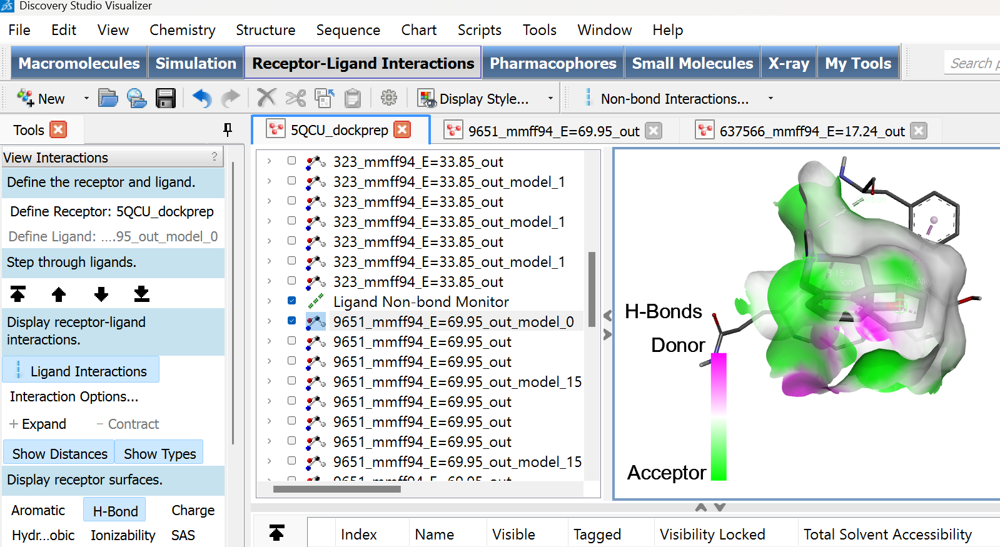 Discovery Studio Visualizer
File Edit View Chemistry Structure Sequence Chart Scripts Tools Window Help
Macromolecules Simulation Receptor-Ligand Interactions Pharmacophores Small Molecules X-ray My Tools Search
New Display Style... Non-bond Interactions...
Tools
5QCU_dockprep 9651_mmff94_E=69.95_out 637566_mmff94_E=17.24_out
View Interactions ?
Define the receptor and ligand.
Define Receptor: 5QCU_dockprep
Define Ligand: ....95_out_model_0
Step through ligands.
Display receptor-ligand
interactions.
Ligand Interactions
Interaction Options...
+ Expand − Contract
Show Distances Show Types
Display receptor surfaces.
Aromatic H-Bond Charge
Hydr...obic Ionizability SAS
323_mmff94_E=33.85_out
323_mmff94_E=33.85_out_model_1
323_mmff94_E=33.85_out
323_mmff94_E=33.85_out_model_1
323_mmff94_E=33.85_out
323_mmff94_E=33.85_out_model_1
323_mmff94_E=33.85_out
Ligand Non-bond Monitor
9651_mmff94_E=69.95_out_model_0
9651_mmff94_E=69.95_out
9651_mmff94_E=69.95_out
9651_mmff94_E=69.95_out_model_15
9651_mmff94_E=69.95_out
9651_mmff94_E=69.95_out
9651_mmff94_E=69.95_out
9651_mmff94_E=69.95_out_model_15
9651_mmff94_E=69.95_out
H-Bonds
Donor
Acceptor
Pi-Alkyl
Index Name Visible Tagged Visibility Locked Total Solvent Accessibility